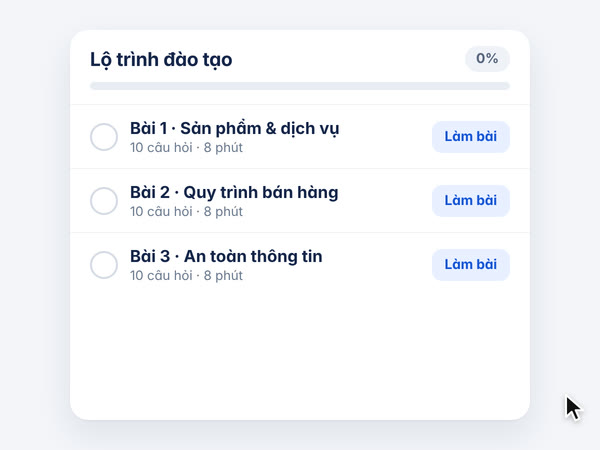 Lộ trình đào tạo
0%
Bài 1 · Sản phẩm & dịch vụ
10 câu hỏi · 8 phút
Làm bài
Bài 2 · Quy trình bán hàng
10 câu hỏi · 8 phút
Làm bài
Bài 3 · An toàn thông tin
10 câu hỏi · 8 phút
Làm bài